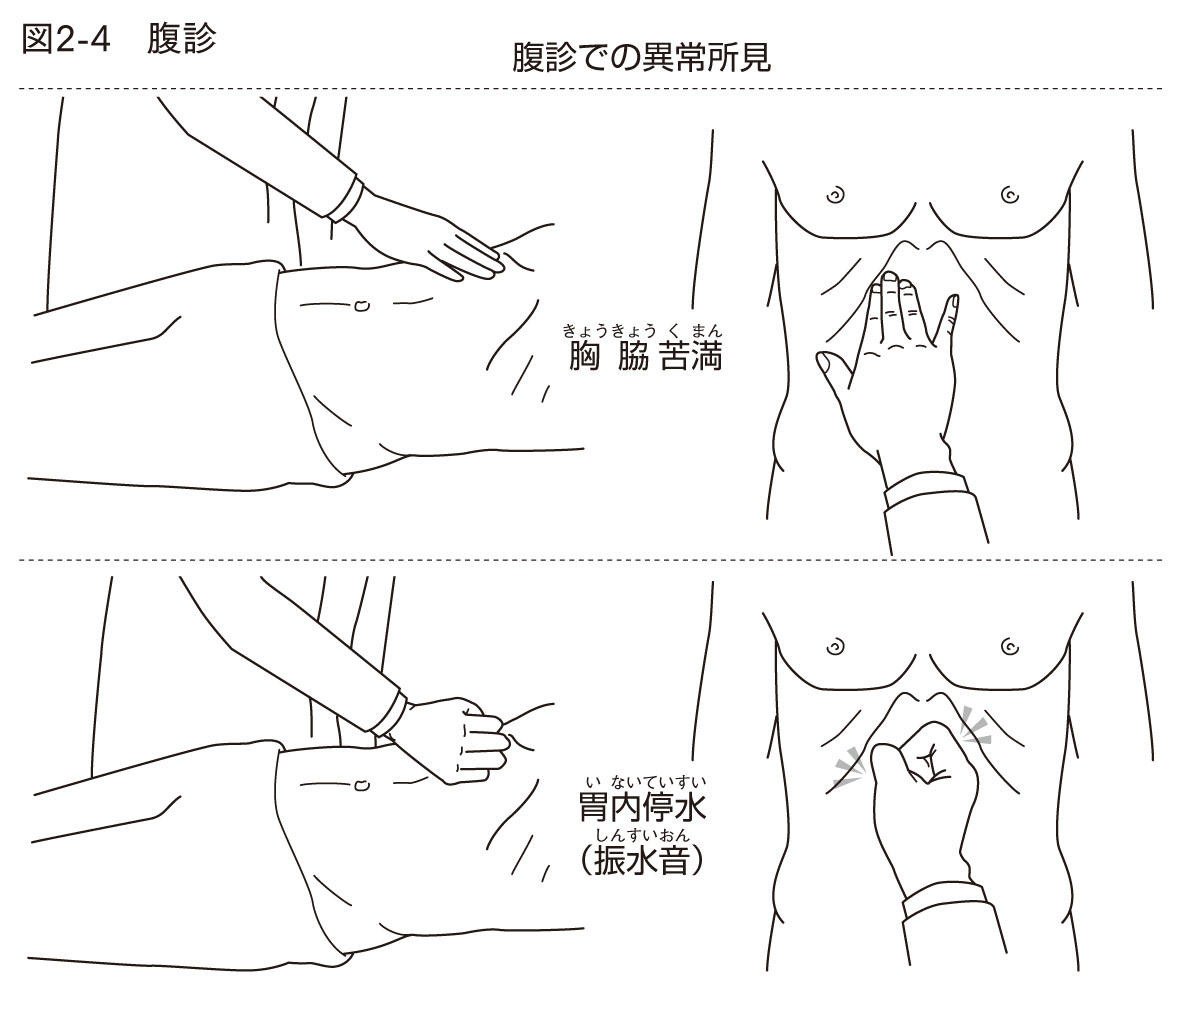 図2-4　腹診
腹診での異常所見
きょうきょう く まん
胸脇苦満
い ないていすい
胃内停水
しんすいおん
（振水音）